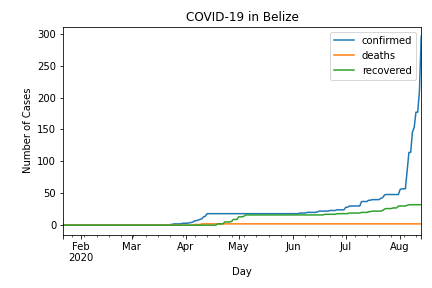 COVID-19 in Belize
confirmed
deaths
recovered
Number of Cases
300
250
200
150
100
50
0
Feb
2020
Mar
Apr
May
Jun
Jul
Aug
Day